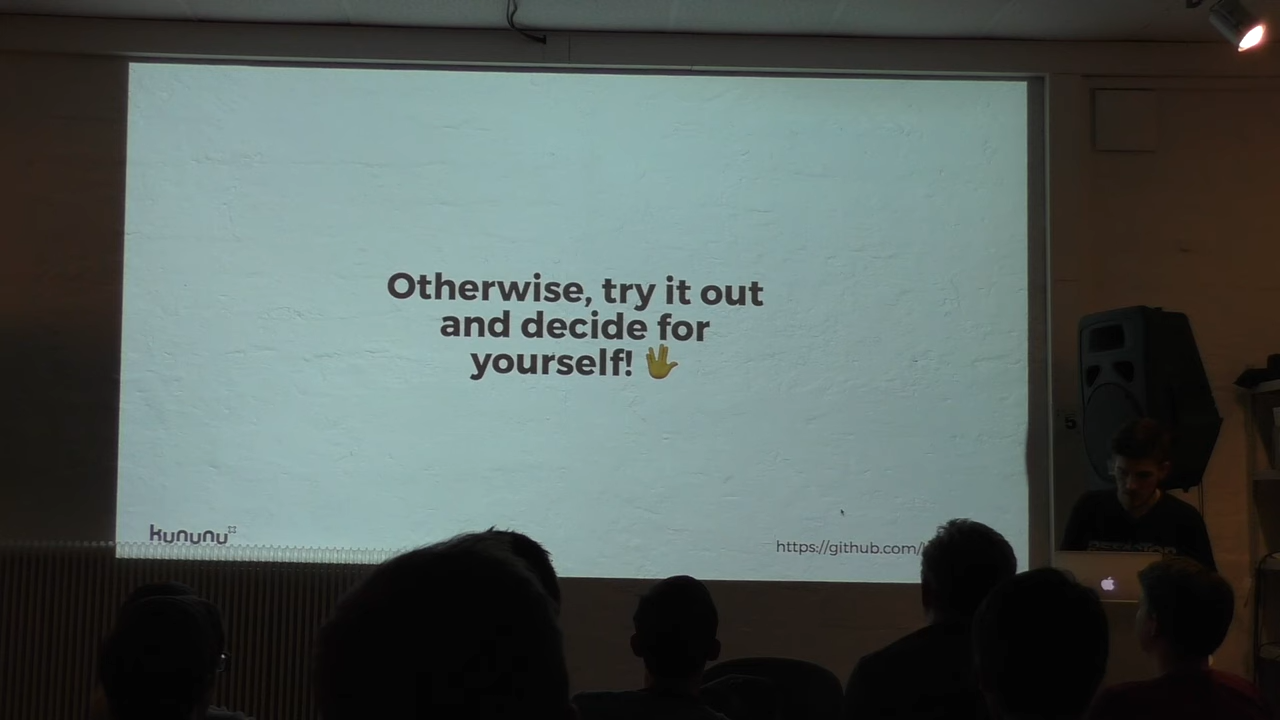 Otherwise, try it out
and decide for
yourself! 🖖
kununu
https://github.com/